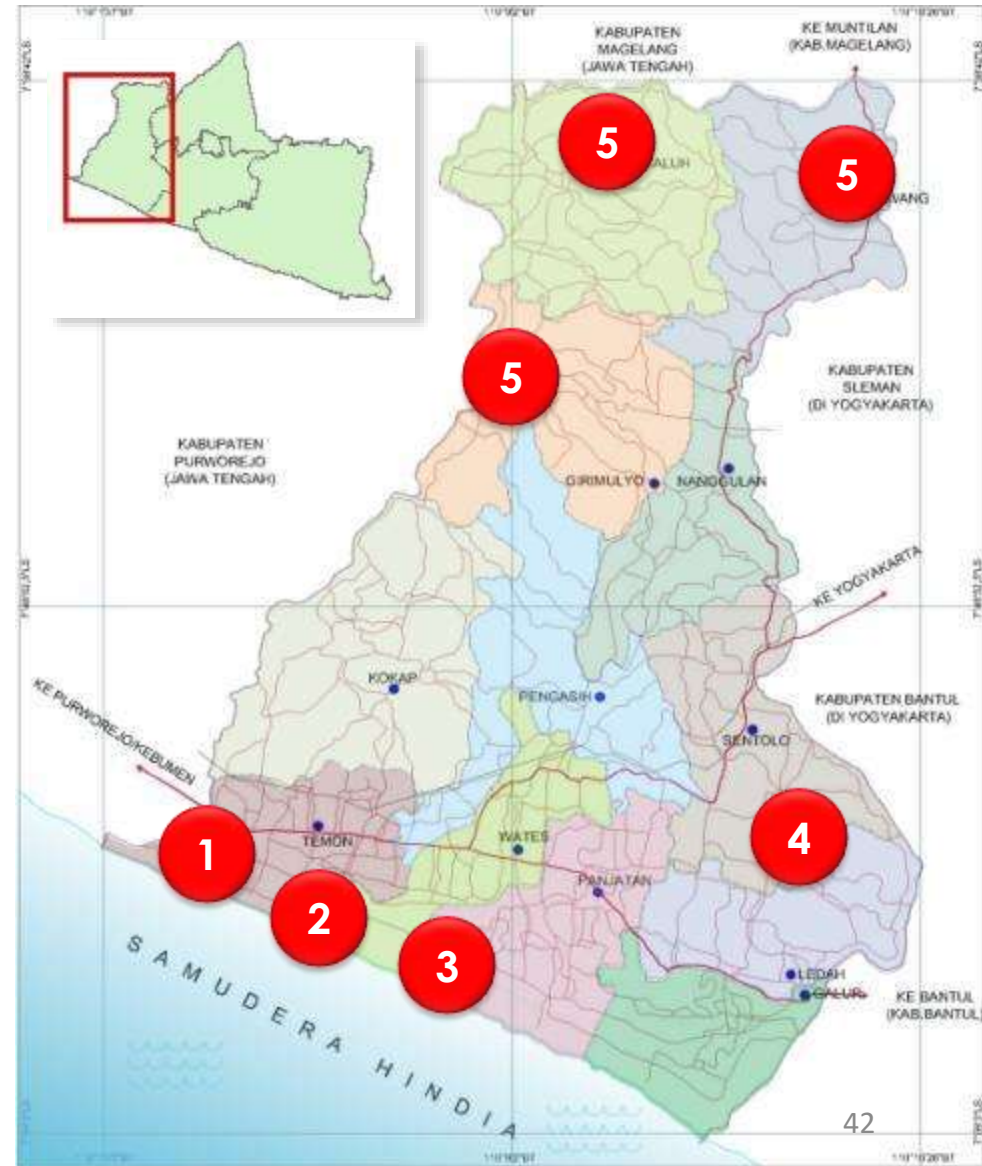 KABUPATEN
MAGELANG
(JAWA TENGAH)
KE MUNTILAN
(KAB.MAGELANG)
5
5
5
KABUPATEN
SLEMAN
(DI YOGYAKARTA)
KABUPATEN
PURWOREJO
(JAWA TENGAH)
GIRIMULYO
NANGGULAN
KE YOGYAKARTA
KOKAP
PENGASIH
KABUPATEN BANTUL
(DI YOGYAKARTA)
SENTOLO
KE PURWOREJO/KEBUMEN
1
TEMON
WATES
4
PANJATAN
2
3
SAMUDERA HINDIA
LEDAH
GALUR
KE BANTUL
(KAB.BANTUL)
42